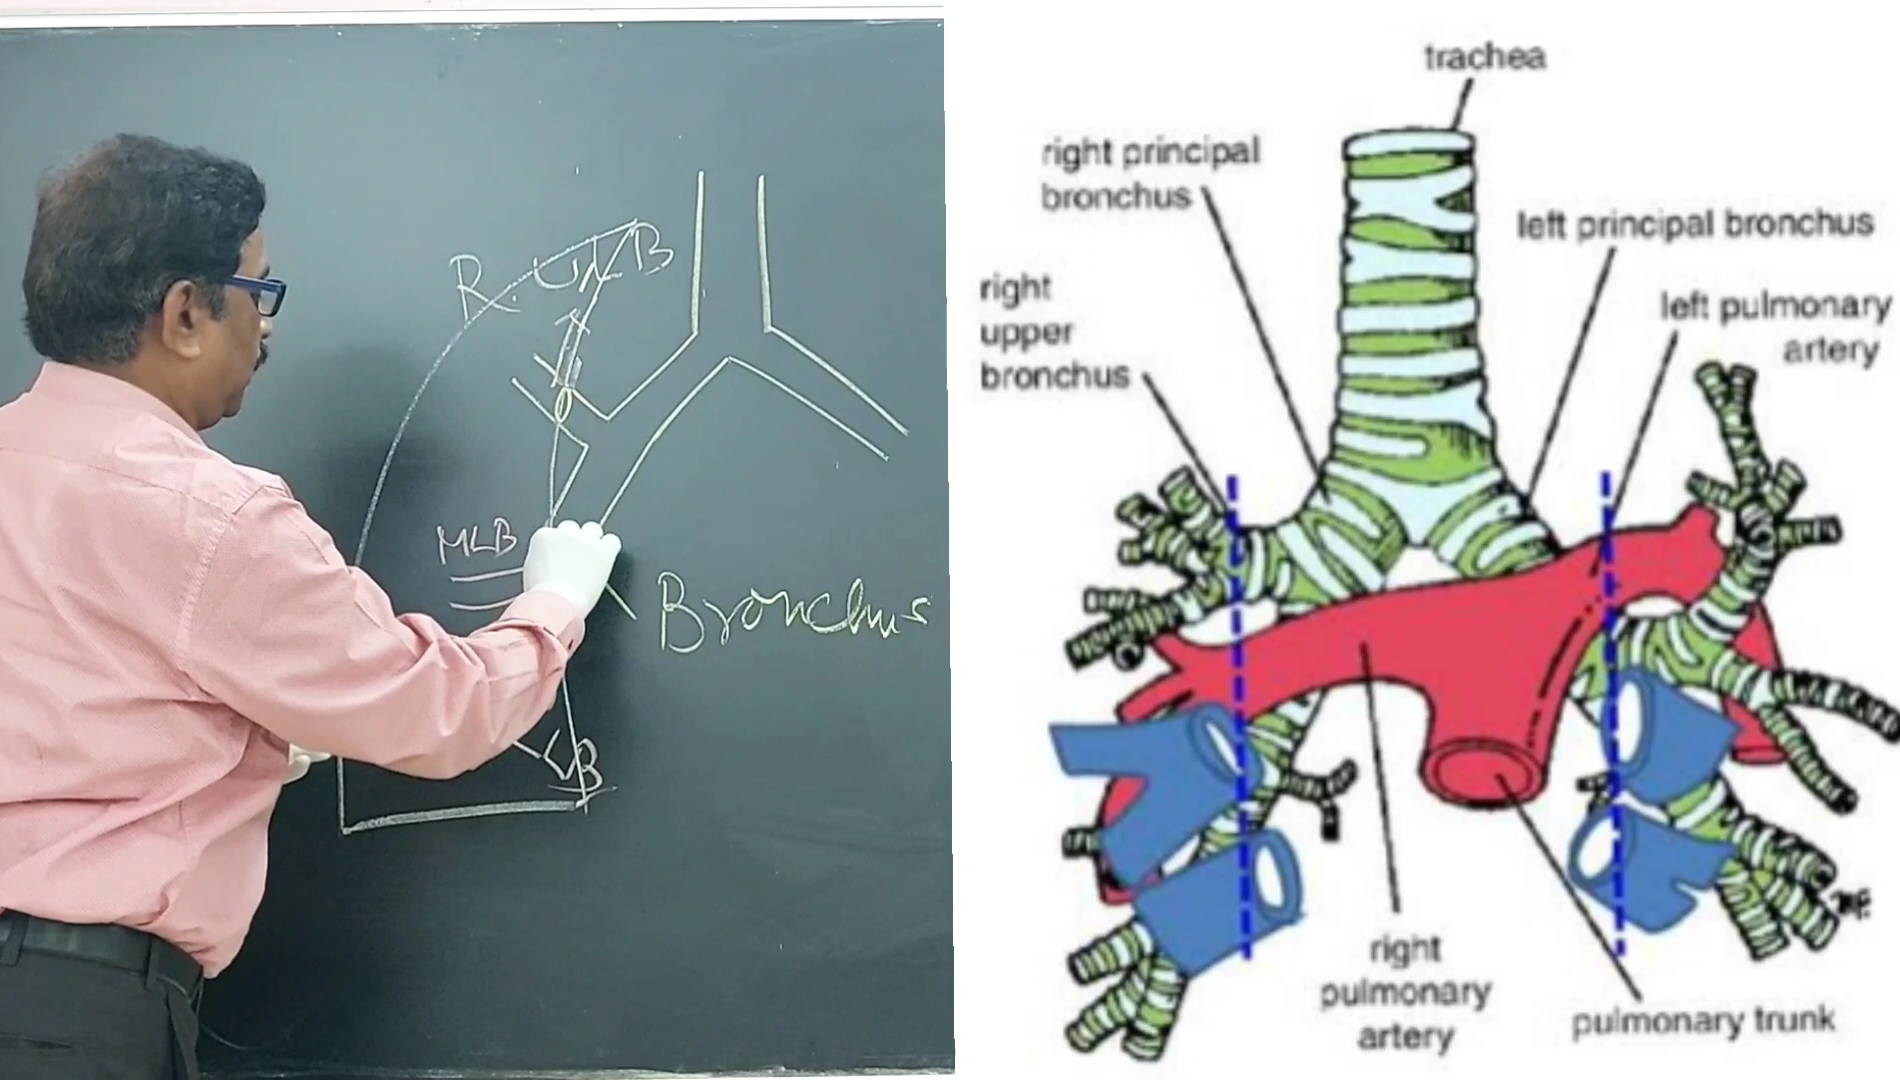 R. ULB
MLB
Bronchus
LB
trachea
right principal
bronchus
left principal bronchus
right
upper
bronchus
left pulmonary
artery
right
pulmonary
artery
pulmonary trunk